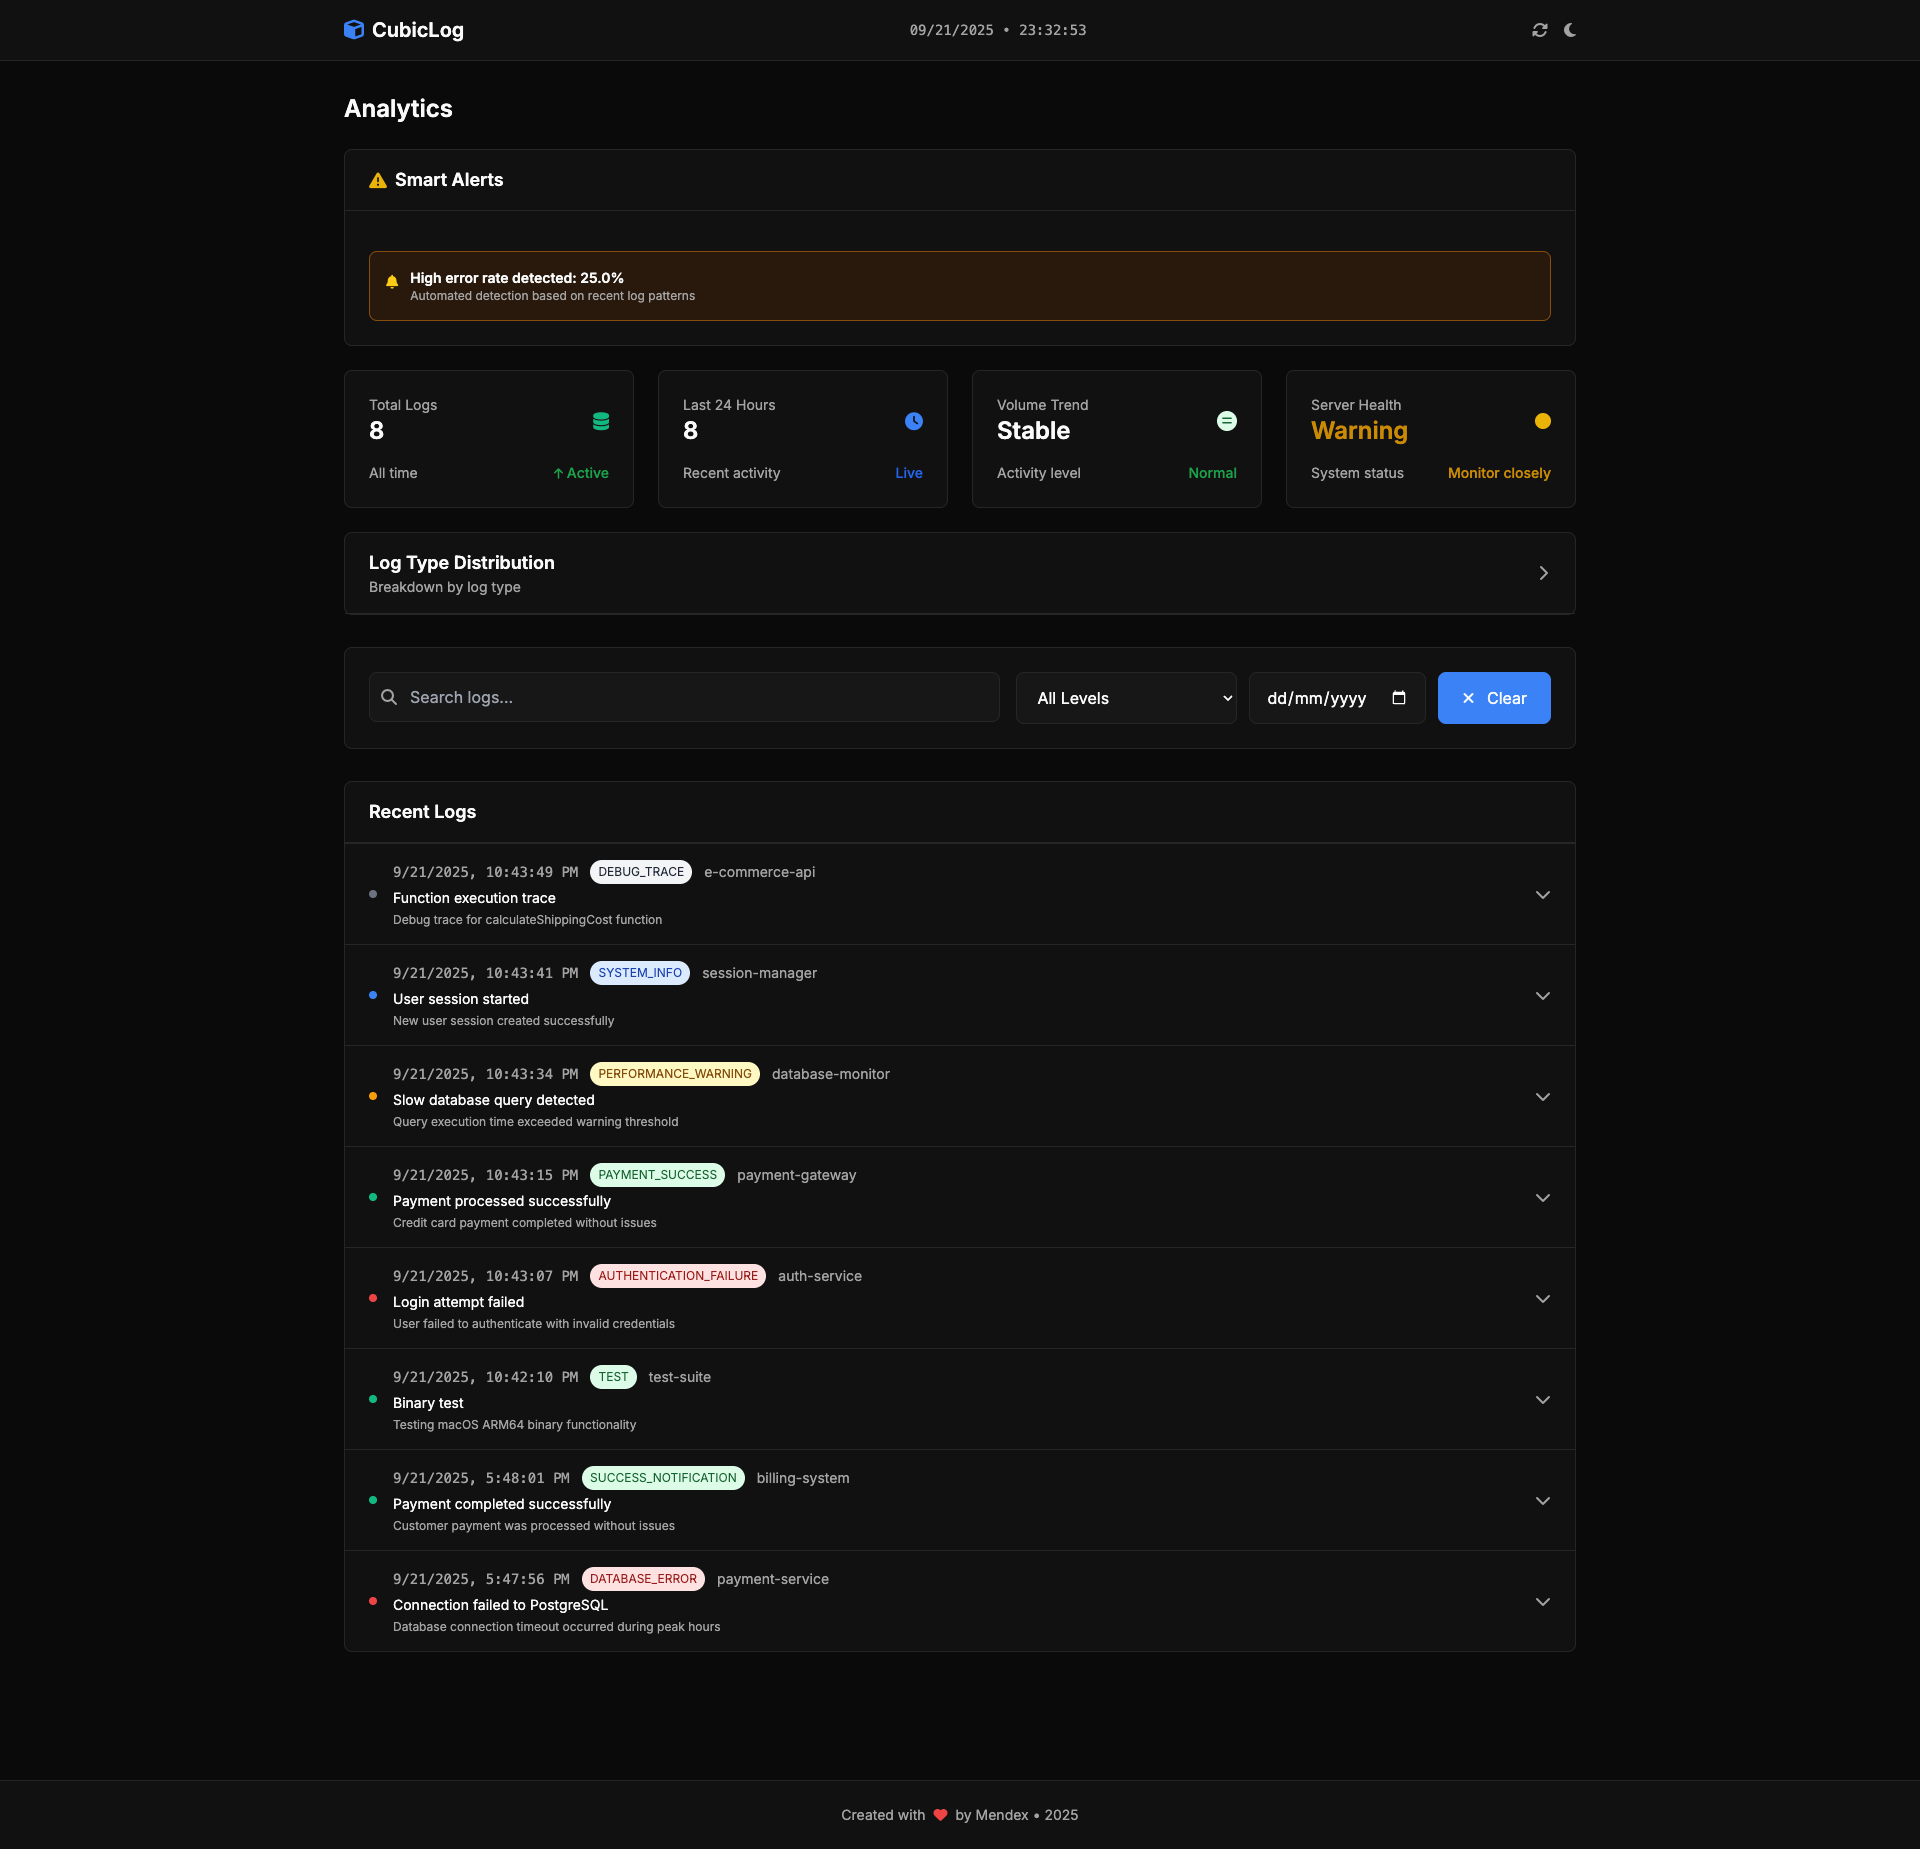 CubicLog
09/21/2025 • 23:32:53
Analytics
Smart Alerts
High error rate detected: 25.0%
Automated detection based on recent log patterns
Total Logs
8
All time
↑ Active
Last 24 Hours
8
Recent activity
Live
Volume Trend
Stable
Activity level
Normal
Server Health
Warning
System status
Monitor closely
Log Type Distribution
Breakdown by log type
Search logs...
All Levels
dd/mm/yyyy
Clear
Recent Logs
9/21/2025, 10:43:49 PM DEBUG_TRACE e-commerce-api
Function execution trace
Debug trace for calculateShippingCost function
9/21/2025, 10:43:41 PM SYSTEM_INFO session-manager
User session started
New user session created successfully
9/21/2025, 10:43:34 PM PERFORMANCE_WARNING database-monitor
Slow database query detected
Query execution time exceeded warning threshold
9/21/2025, 10:43:15 PM PAYMENT_SUCCESS payment-gateway
Payment processed successfully
Credit card payment completed without issues
9/21/2025, 10:43:07 PM AUTHENTICATION_FAILURE auth-service
Login attempt failed
User failed to authenticate with invalid credentials
9/21/2025, 10:42:10 PM TEST test-suite
Binary test
Testing macOS ARM64 binary functionality
9/21/2025, 5:48:01 PM SUCCESS_NOTIFICATION billing-system
Payment completed successfully
Customer payment was processed without issues
9/21/2025, 5:47:56 PM DATABASE_ERROR payment-service
Connection failed to PostgreSQL
Database connection timeout occurred during peak hours
Created with ❤ by Mendex • 2025